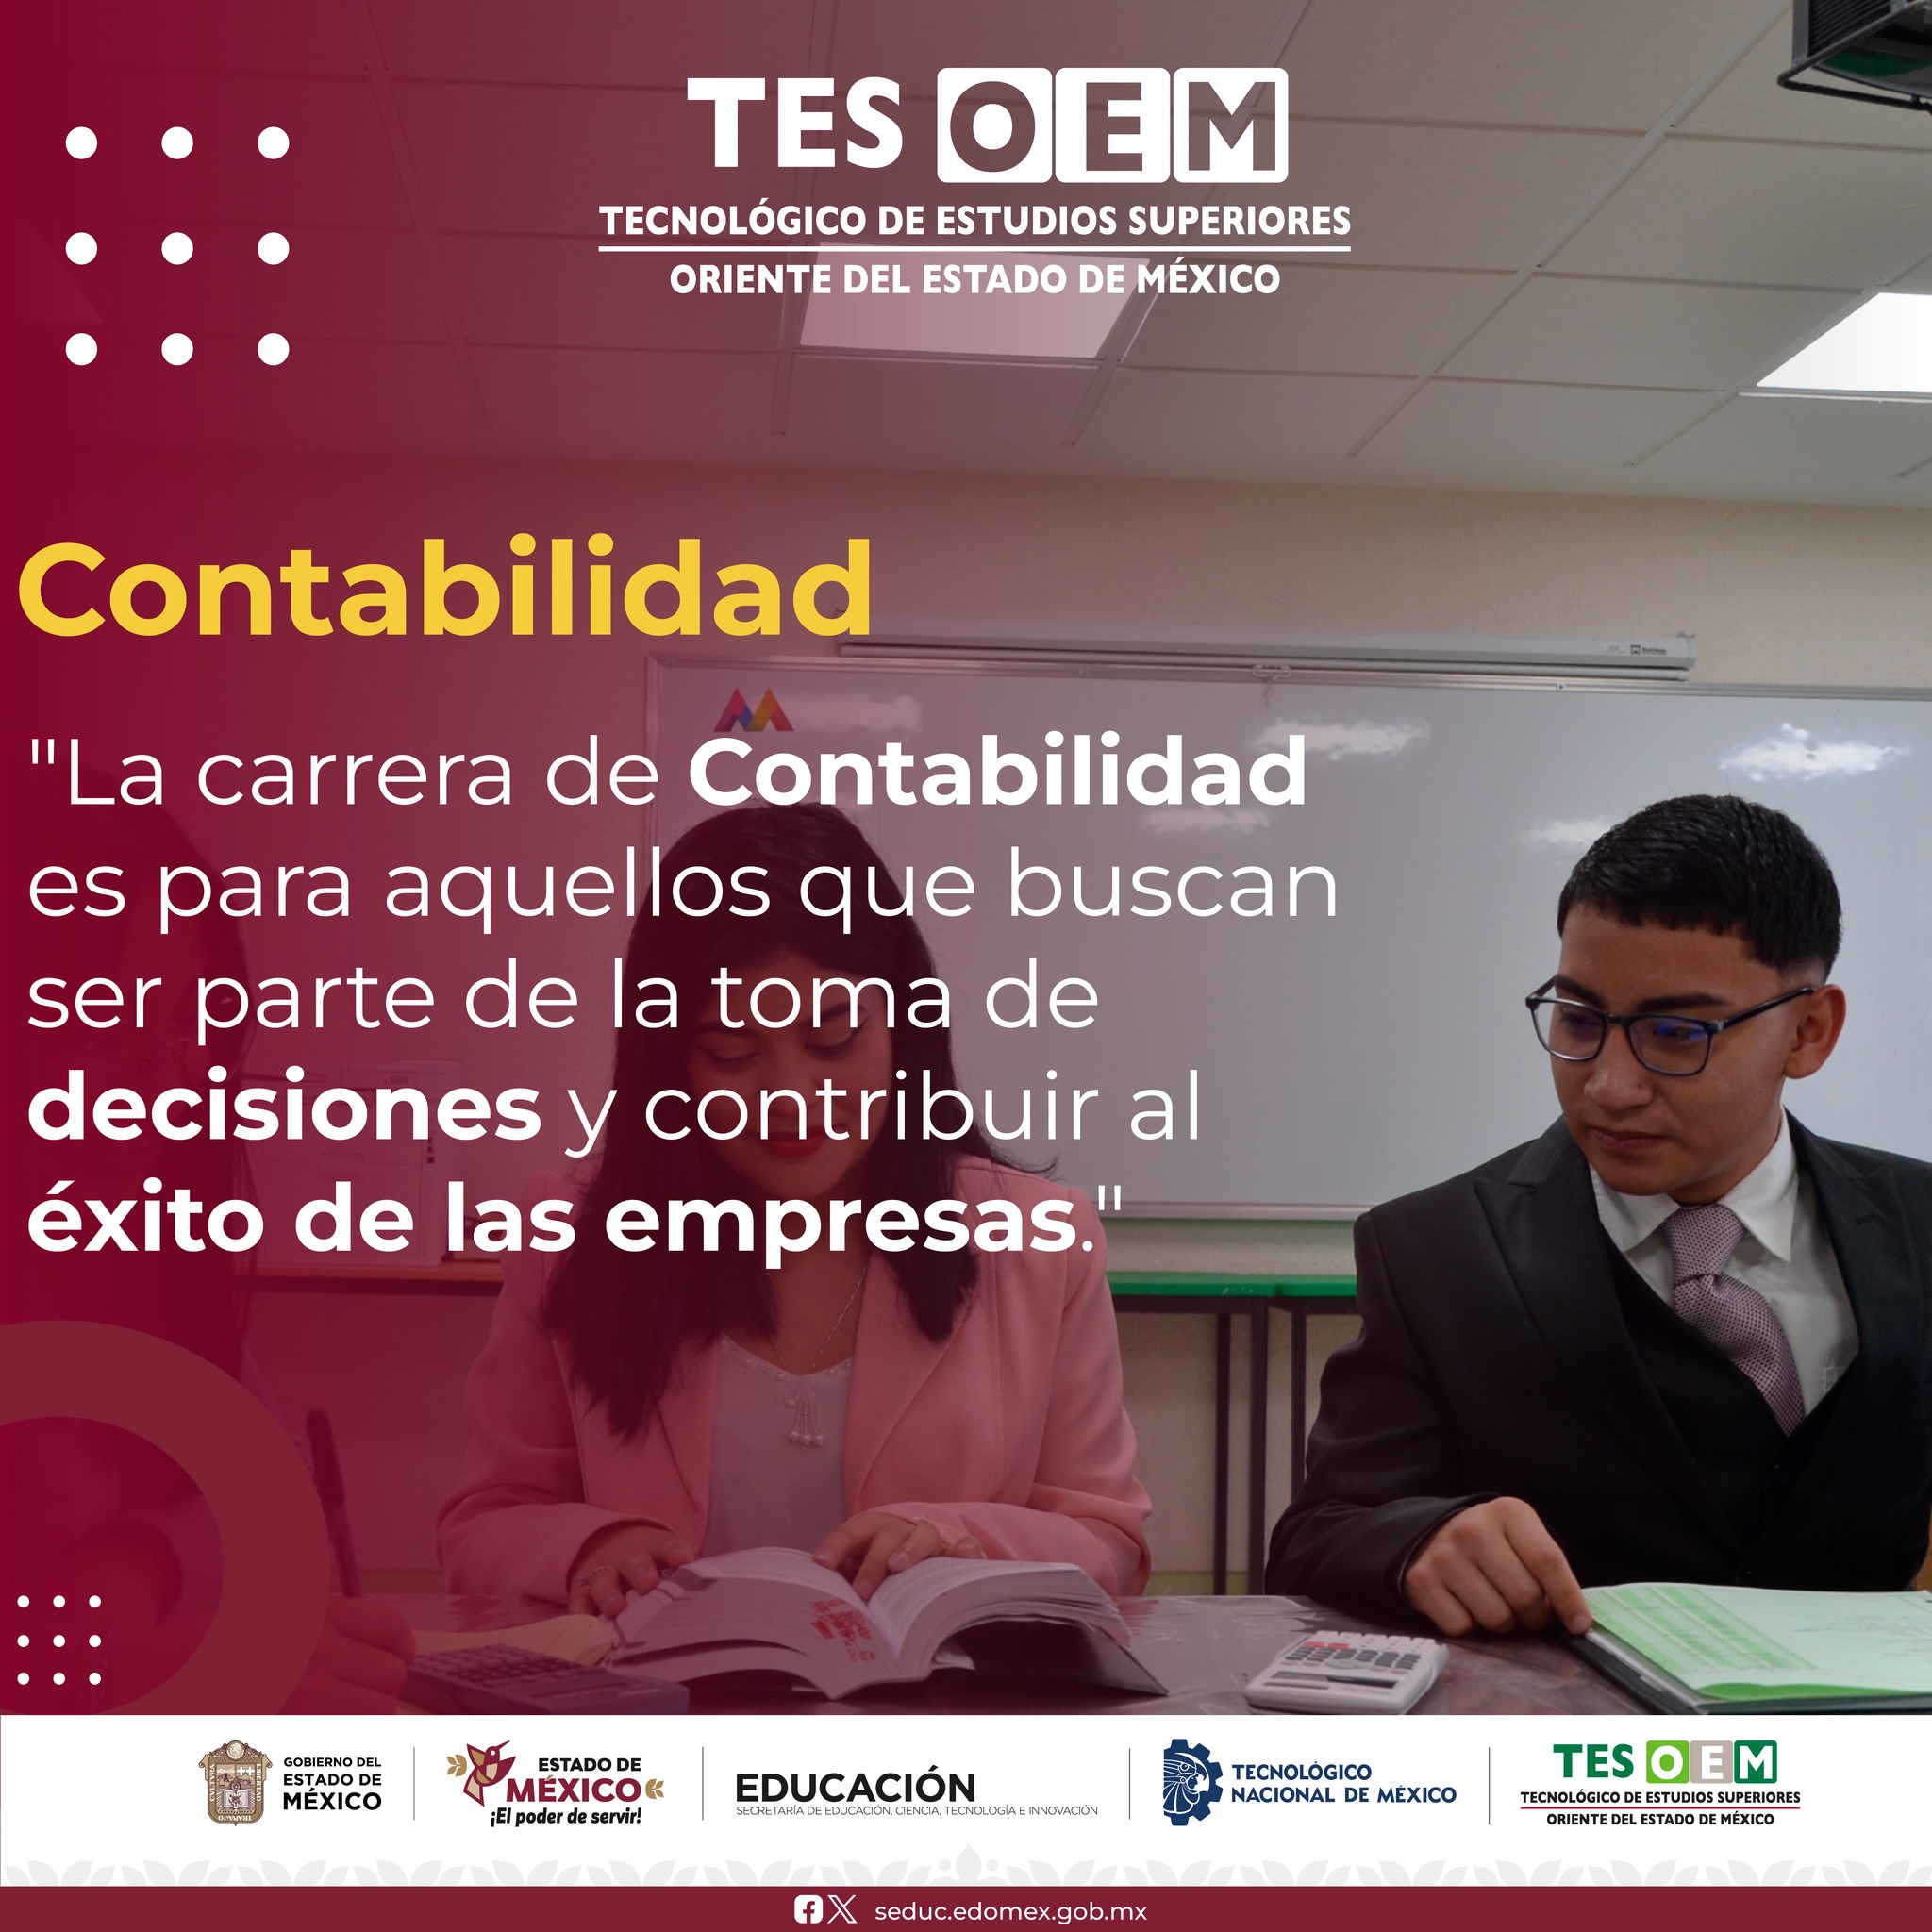 TES OEM
TECNOLÓGICO DE ESTUDIOS SUPERIORES
ORIENTE DEL ESTADO DE MÉXICO
Contabilidad
"La carrera de Contabilidad
es para aquellos que buscan
ser parte de la toma de
decisiones y contribuir al
éxito de las empresas."
GOBIERNO DEL
ESTADO DE
MÉXICO
ESTADO DE
MÉXICO
¡El poder de servir!
EDUCACIÓN
SECRETARÍA DE EDUCACIÓN, CIENCIA, TECNOLOGÍA E INNOVACIÓN
TECNOLÓGICO
NACIONAL DE MÉXICO
TES OEM
TECNOLÓGICO DE ESTUDIOS SUPERIORES
ORIENTE DEL ESTADO DE MÉXICO
seduc.edomex.gob.mx